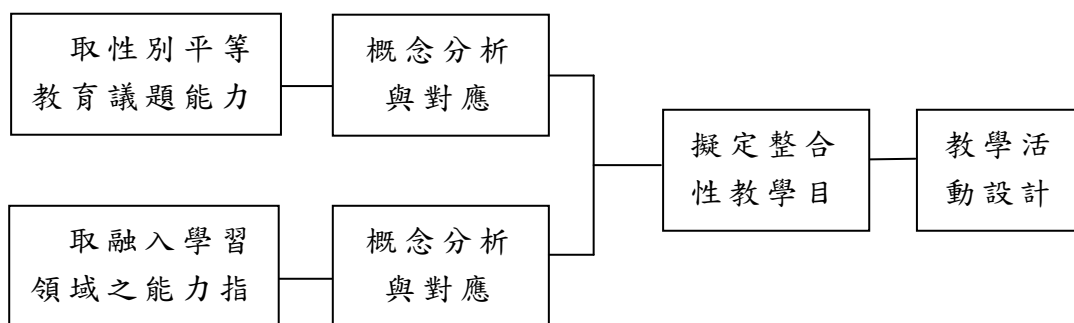 取性別平等
教育議題能力
概念分析
與對應
擬定整合
性教學目
教學活
動設計
取融入學習
領域之能力指
概念分析
與對應